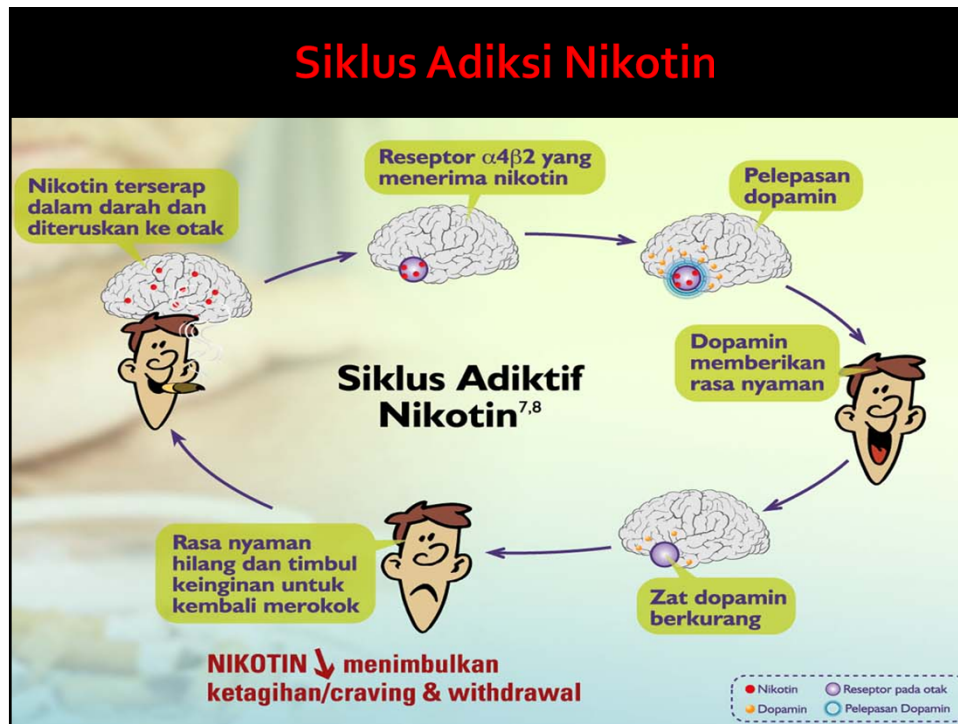 Siklus Adiksi Nikotin
Nikotin terserap
dalam darah dan
diteruskan ke otak
Reseptor α4β2 yang
menerima nikotin
Pelepasan
dopamin
Dopamin
memberikan
rasa nyaman
Siklus Adiktif
Nikotin7,8
Zat dopamin
berkurang
Rasa nyaman
hilang dan timbul
keinginan untuk
kembali merokok
NIKOTIN ↘ menimbulkan
ketagihan/craving & withdrawal
Nikotin
Reseptor pada otak
Dopamin
Pelepasan Dopamin